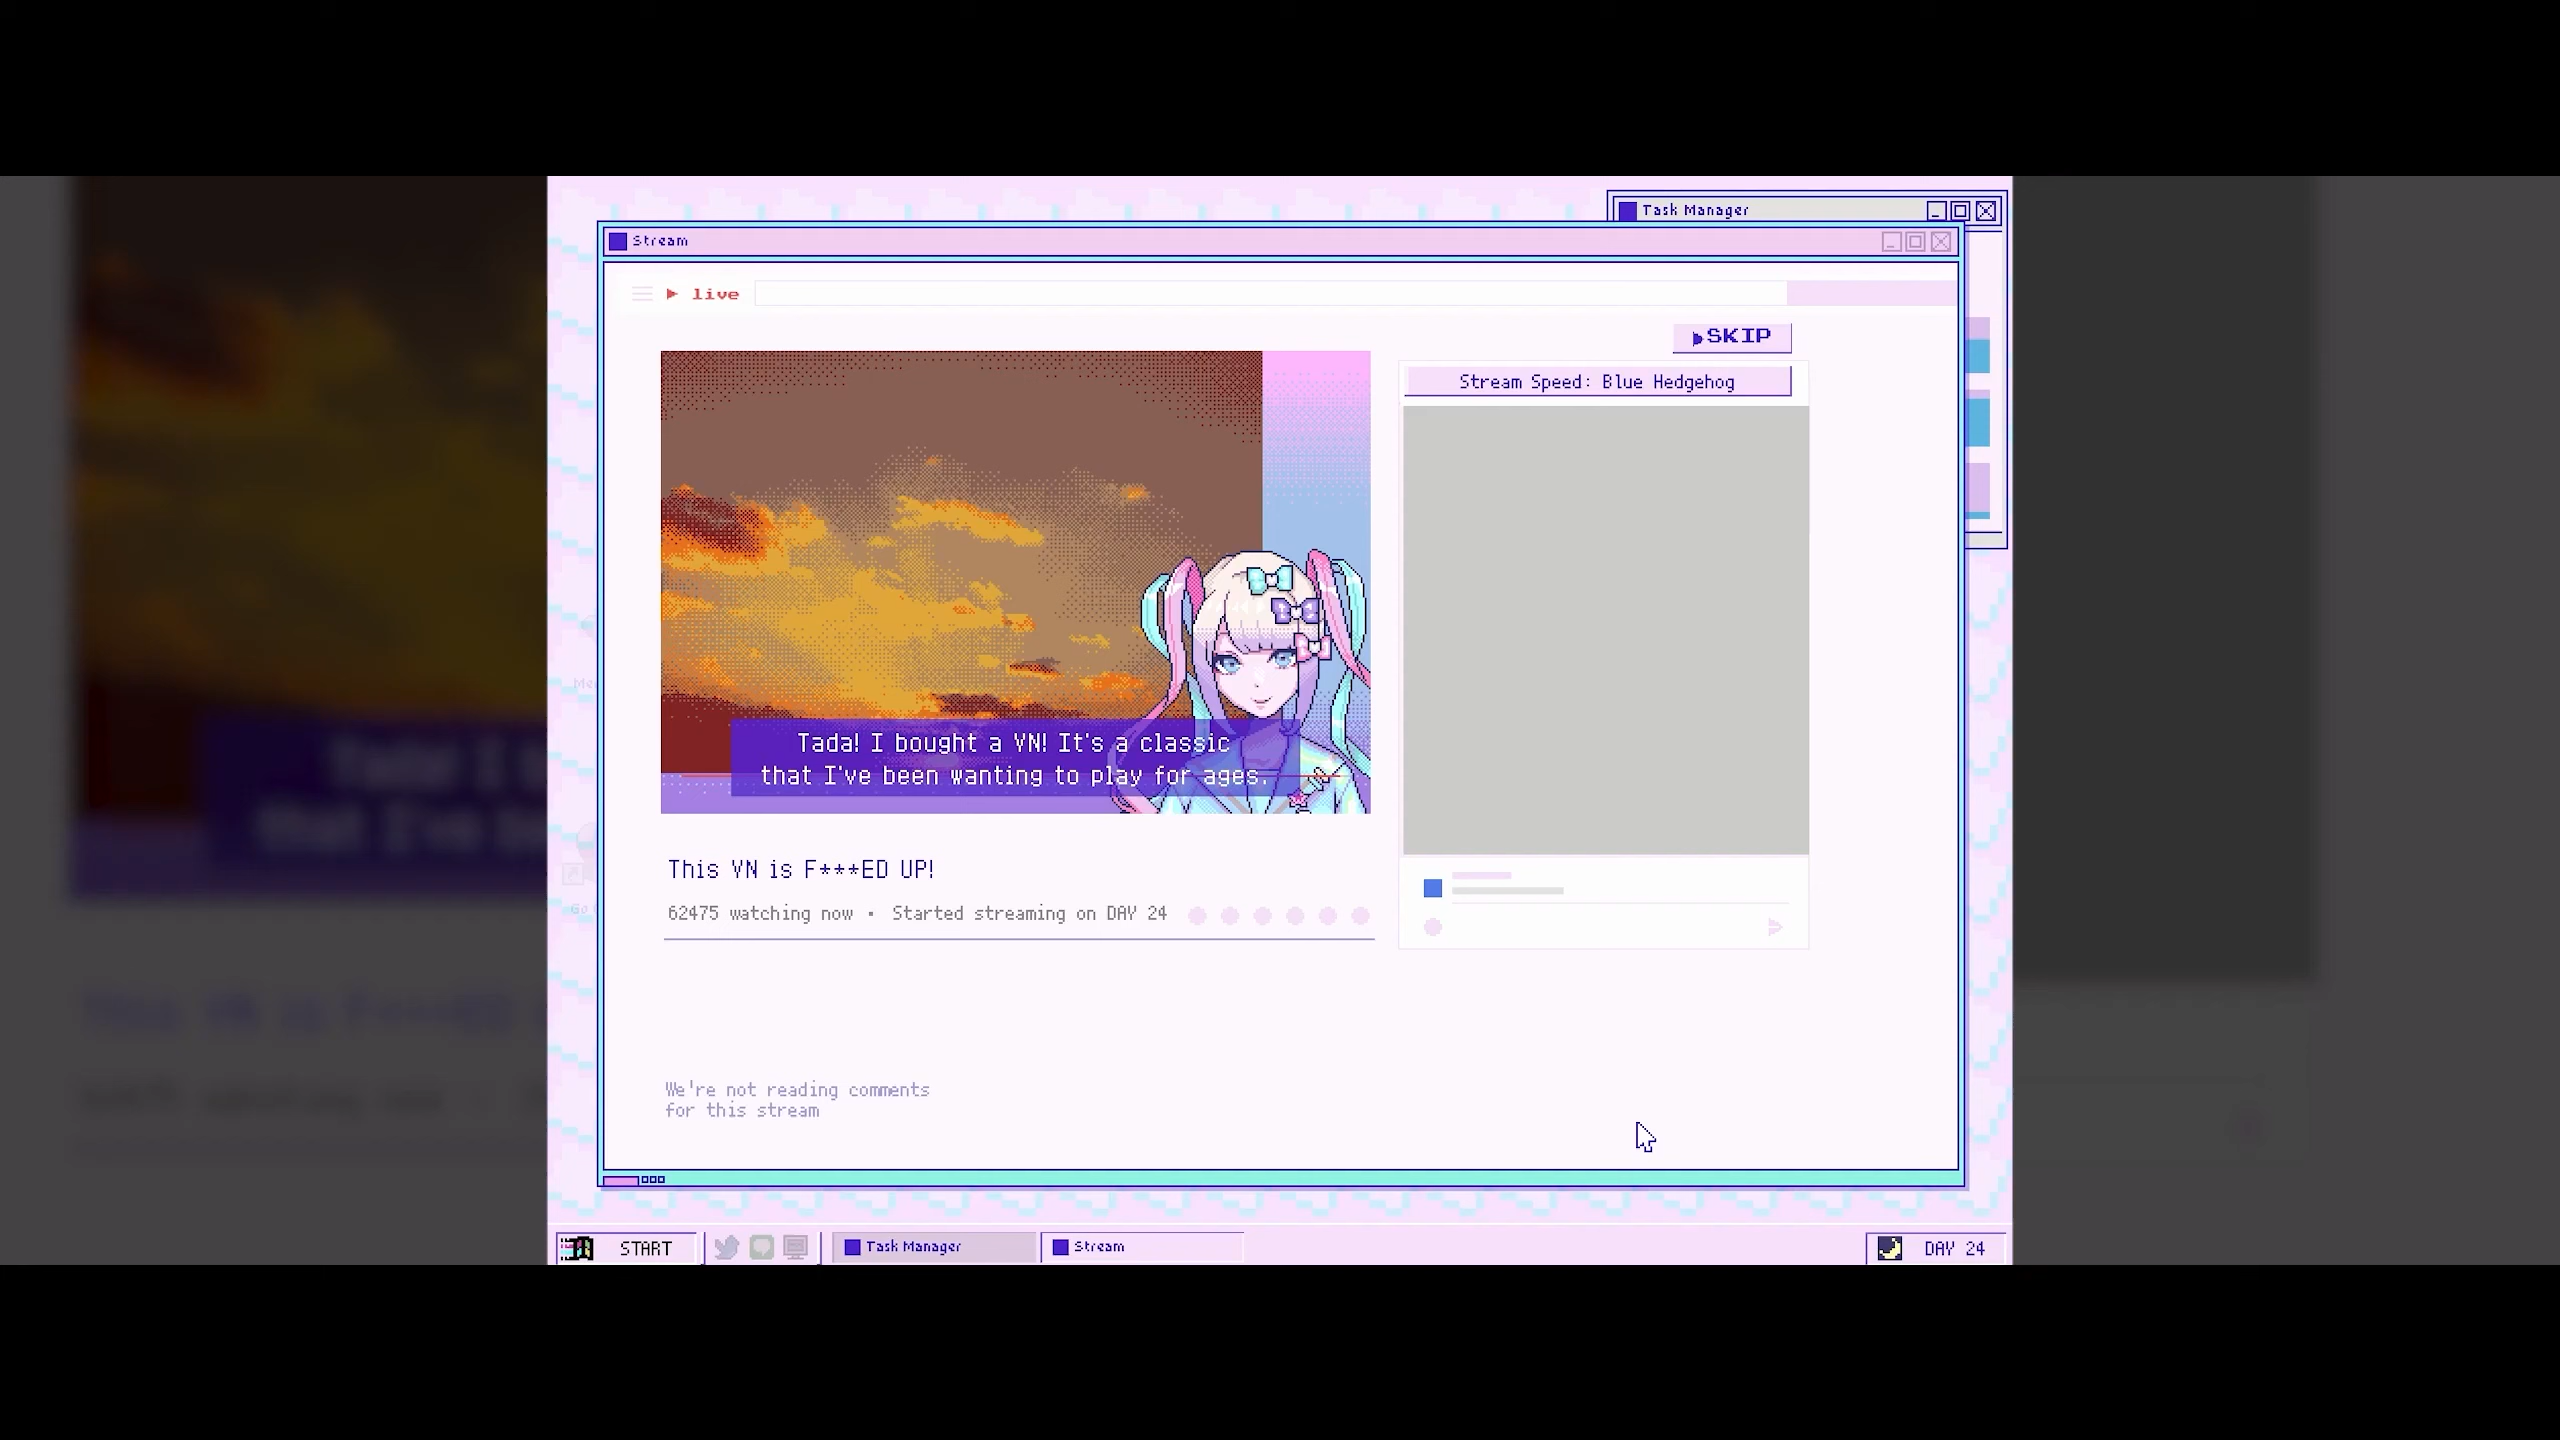 Task Manager
Stream
live
SKIP
Stream Speed: Blue Hedgehog
Tada! I bought a VN! It's a classic
that I've been wanting to play for ages.
This VN is F***ED UP!
62475 watching now • Started streaming on DAY 24
We're not reading comments
for this stream
START
Task Manager
Stream
DAY 24